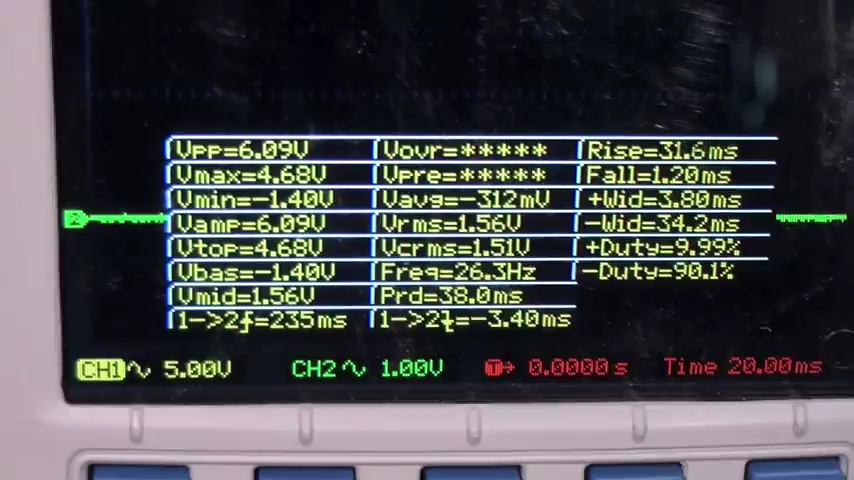 Vpp=6.09V Vovr=***** Rise=31.6ms
Vmax=4.68V Vpre=***** Fall=1.20ms
Vmin=-1.40V Vavg=-312mV +Wid=3.80ms
2 Vamp=6.09V Vrms=1.56V -Wid=34.2ms
Vtop=4.68V Vcrms=1.51V +Duty=9.99%
Vbas=-1.40V Freq=26.3Hz -Duty=90.1%
Vmid=1.56V Prd=38.0ms
1->2⨍=235ms 1->2⨎=-3.40ms
CH1∿ 5.00V CH2∿ 1.00V T→ 0.0000s Time 20.00ms